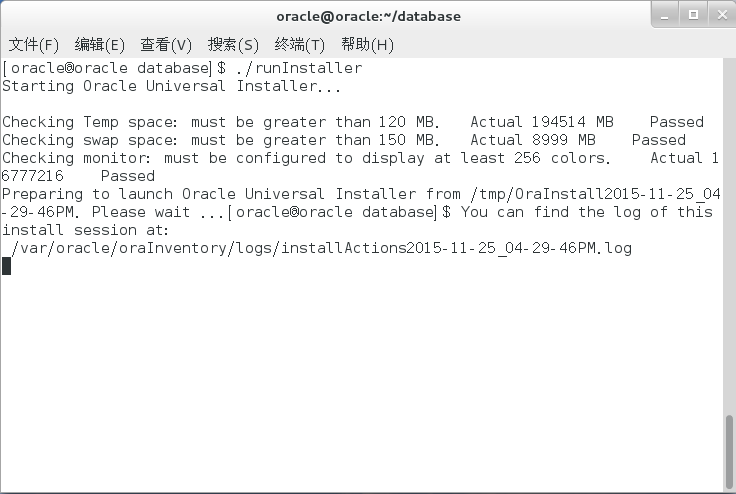 oracle@oracle:~/database
文件(F) 编辑(E) 查看(V) 搜索(S) 终端(T) 帮助(H)
[oracle@oracle database]$ ./runInstaller
Starting Oracle Universal Installer...
Checking Temp space: must be greater than 120 MB.   Actual 194514 MB    Passed
Checking swap space: must be greater than 150 MB.   Actual 8999 MB    Passed
Checking monitor: must be configured to display at least 256 colors.    Actual 1
6777216    Passed
Preparing to launch Oracle Universal Installer from /tmp/OraInstall2015-11-25_04
-29-46PM. Please wait ...[oracle@oracle database]$ You can find the log of this
install session at:
 /var/oracle/oraInventory/logs/installActions2015-11-25_04-29-46PM.log